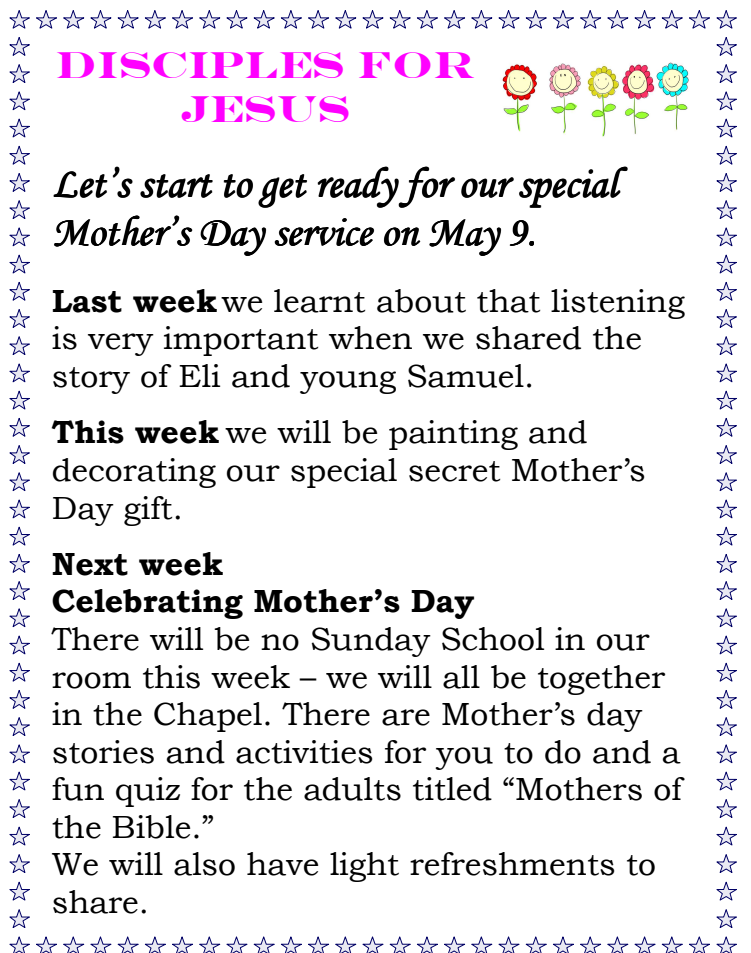 DISCIPLES FOR
JESUS
Let’s start to get ready for our special
Mother’s Day service on May 9.
Last week we learnt about that listening
is very important when we shared the
story of Eli and young Samuel.
This week we will be painting and
decorating our special secret Mother’s
Day gift.
Next week
Celebrating Mother’s Day
There will be no Sunday School in our
room this week – we will all be together
in the Chapel. There are Mother’s day
stories and activities for you to do and a
fun quiz for the adults titled “Mothers of
the Bible.”
We will also have light refreshments to
share.